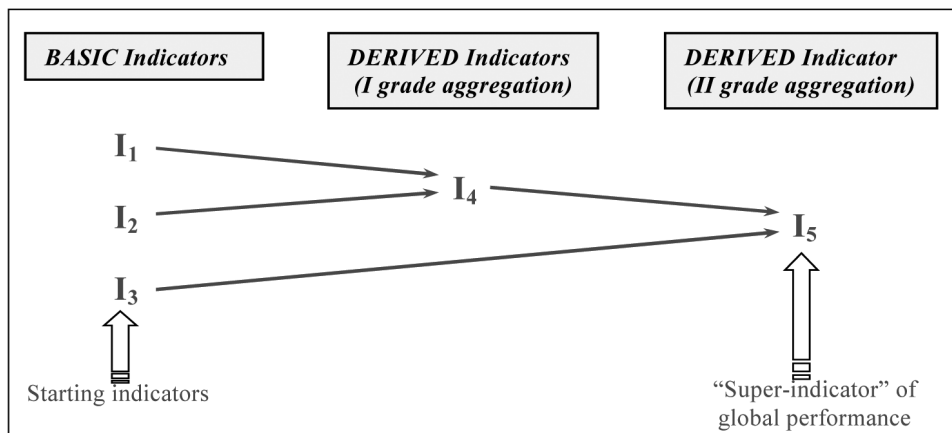 BASIC Indicators
DERIVED Indicators
(I grade aggregation)
DERIVED Indicator
(II grade aggregation)
I₁
I₂
I₃
I₄
I₅
Starting indicators
“Super-indicator” of
global performance